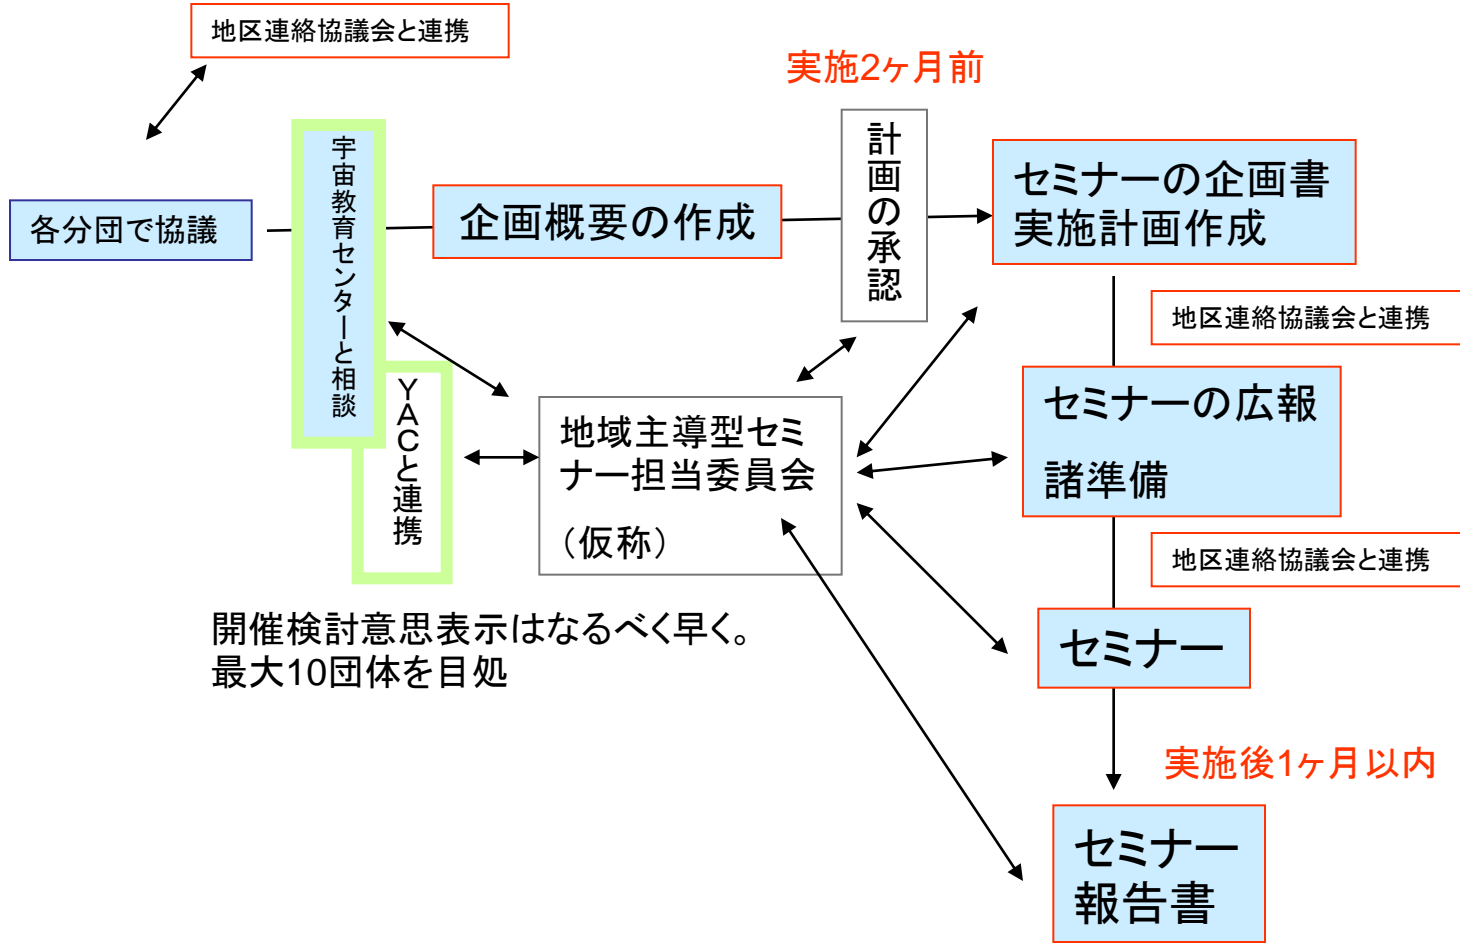 地区連絡協議会と連携
実施2ヶ月前
各分団で協議
宇宙教育センターと相談
企画概要の作成
計画の承認
セミナーの企画書
実施計画作成
地区連絡協議会と連携
YACと連携
地域主導型セミ
ナー担当委員会
（仮称）
セミナーの広報
諸準備
地区連絡協議会と連携
開催検討意思表示はなるべく早く。
最大10団体を目処
セミナー
実施後1ヶ月以内
セミナー
報告書